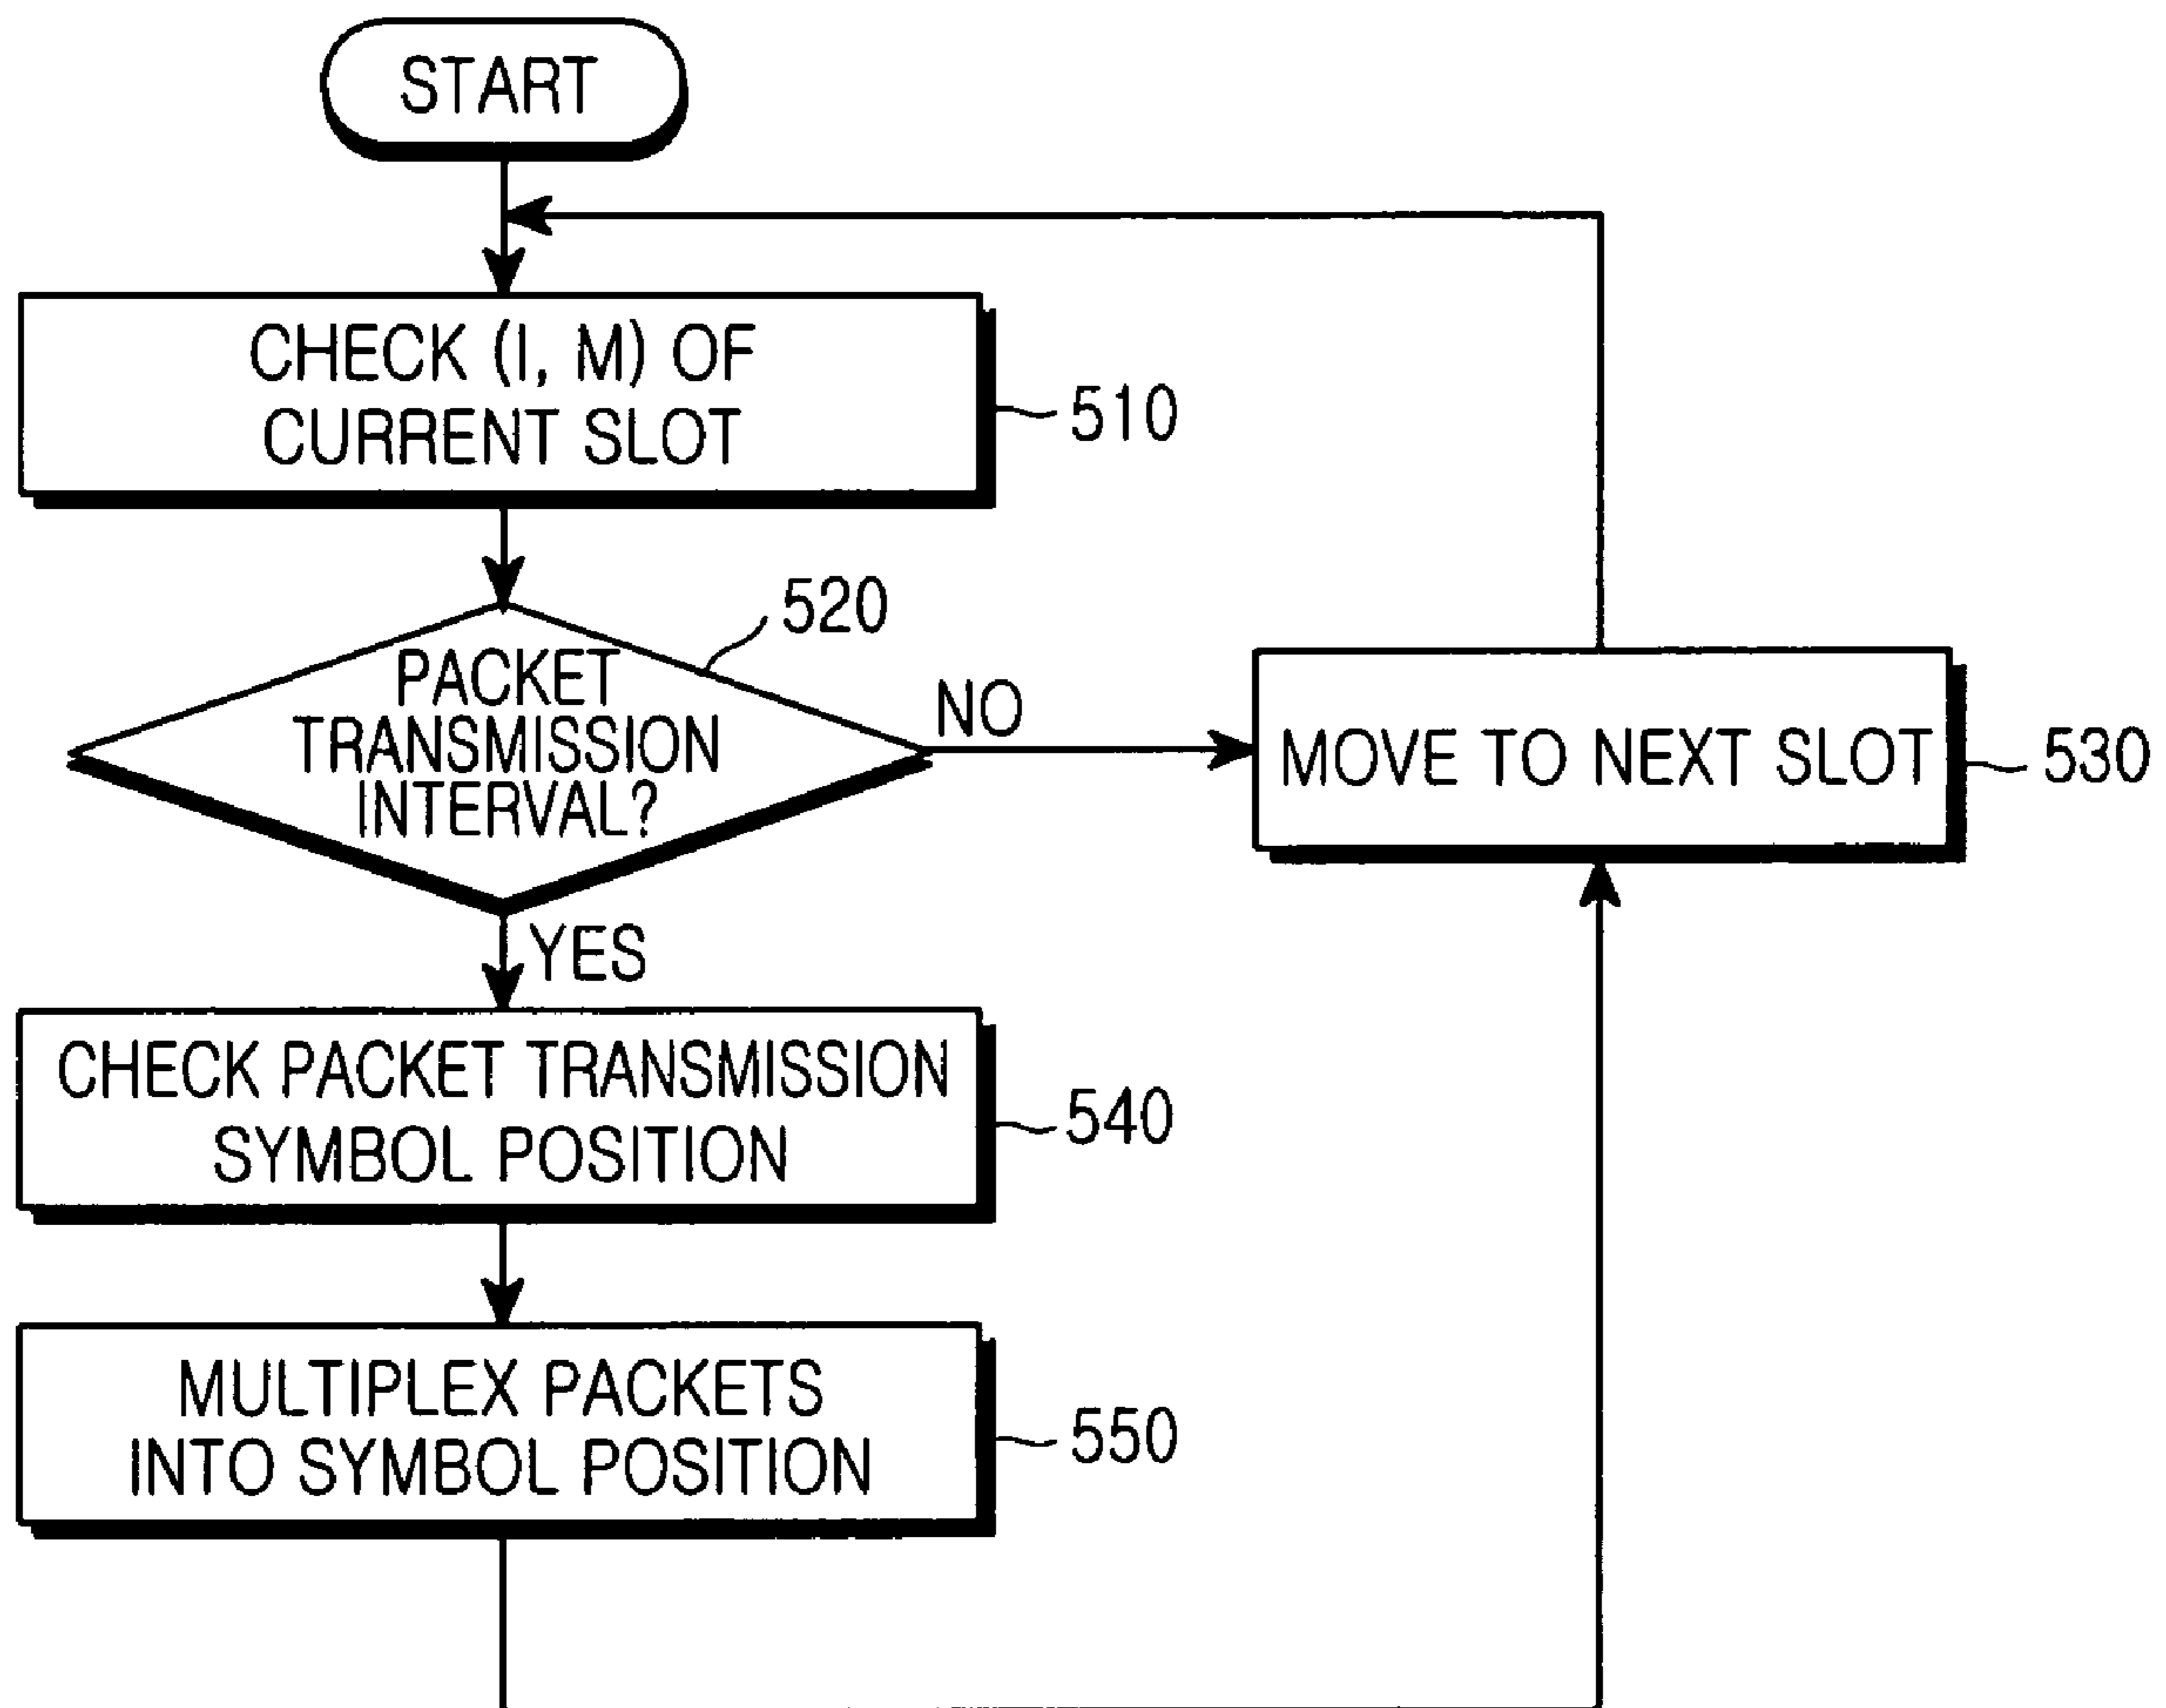 START
CHECK (I, M) OF
CURRENT SLOT
510
520
PACKET
TRANSMISSION
INTERVAL?
NO
MOVE TO NEXT SLOT
530
YES
CHECK PACKET TRANSMISSION
SYMBOL POSITION
540
MULTIPLEX PACKETS
INTO SYMBOL POSITION
550